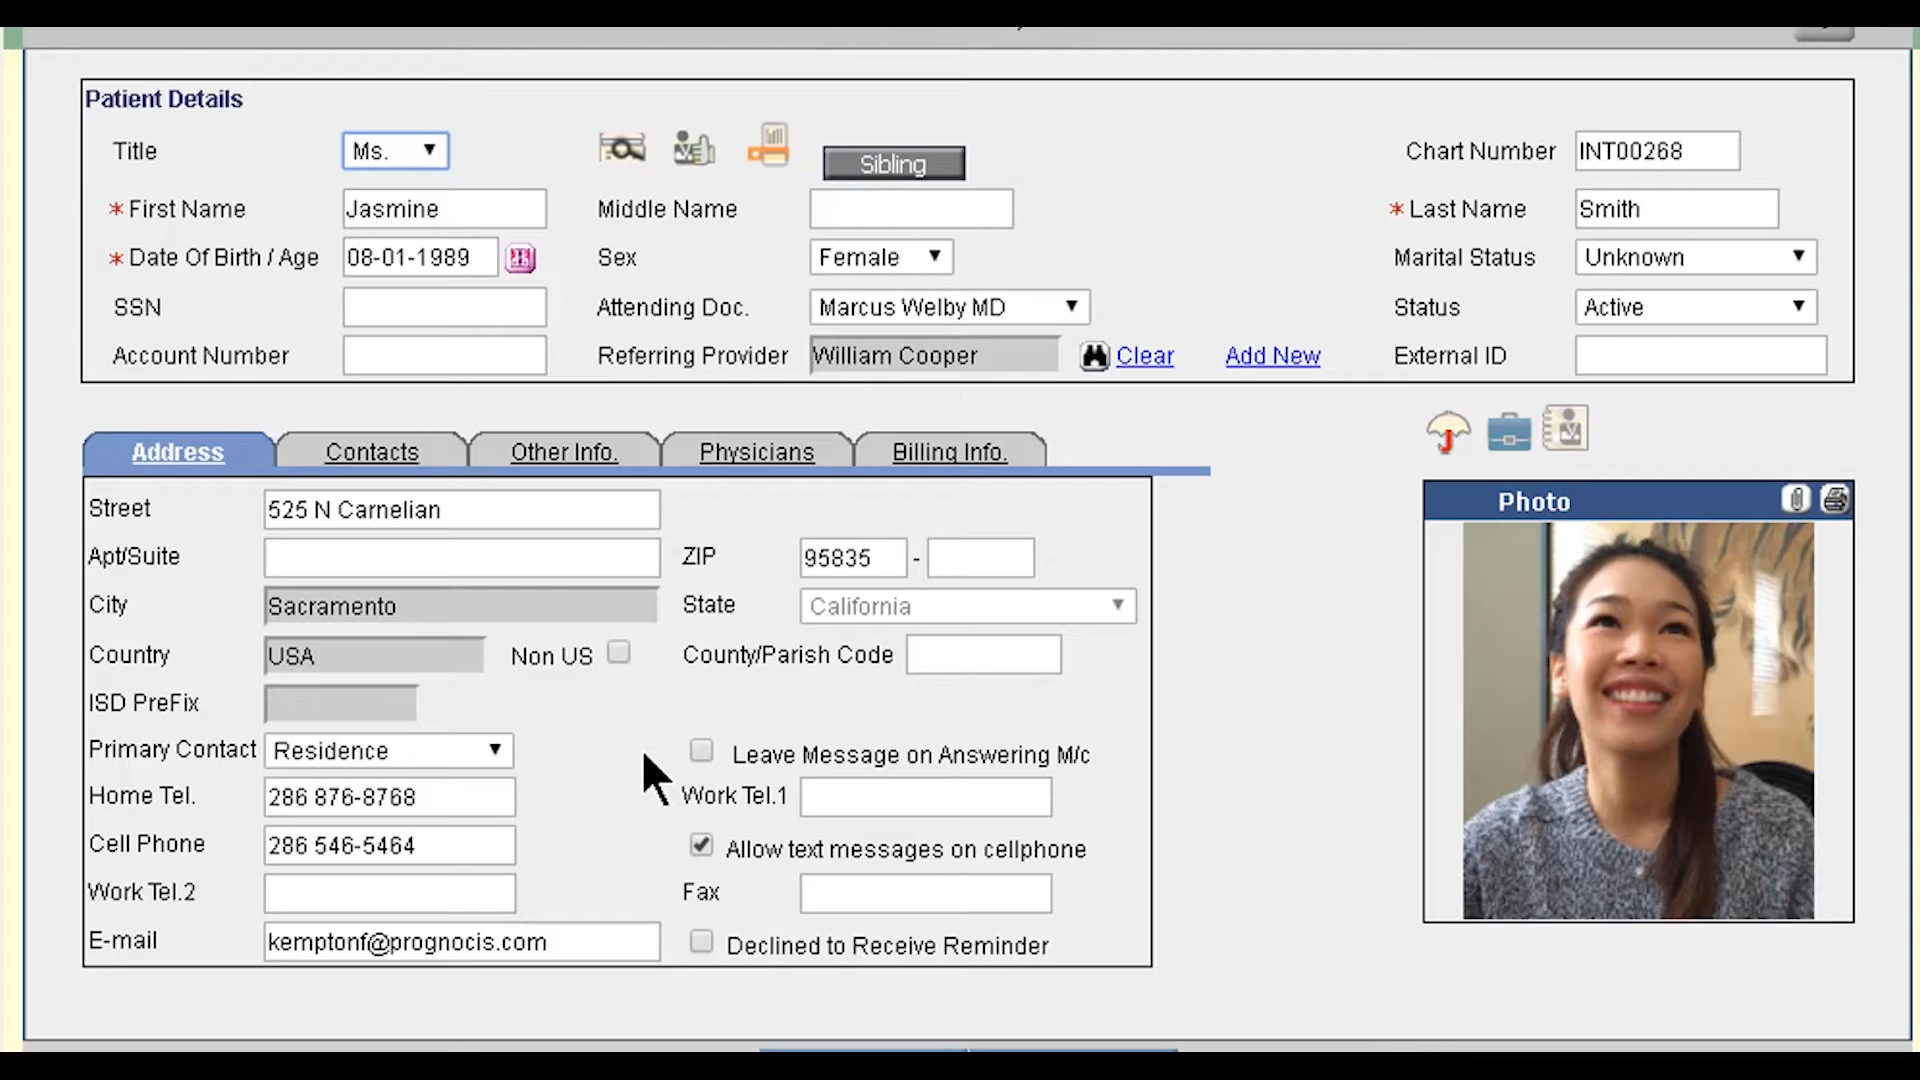 Patient Details
Title Ms. Sibling Chart Number INT00268
* First Name Jasmine Middle Name * Last Name Smith
* Date Of Birth / Age 08-01-1989 Sex Female Marital Status Unknown
SSN Attending Doc. Marcus Welby MD Status Active
Account Number Referring Provider William Cooper Clear Add New External ID
Address Contacts Other Info. Physicians Billing Info.
Photo
Street 525 N Carnelian
Apt/Suite ZIP 95835 -
City Sacramento State California
Country USA Non US County/Parish Code
ISD PreFix
Primary Contact Residence Leave Message on Answering M/c
Home Tel. 286 876-8768 Work Tel.1
Cell Phone 286 546-5464 Allow text messages on cellphone
Work Tel.2 Fax
E-mail kemptonf@prognocis.com Declined to Receive Reminder